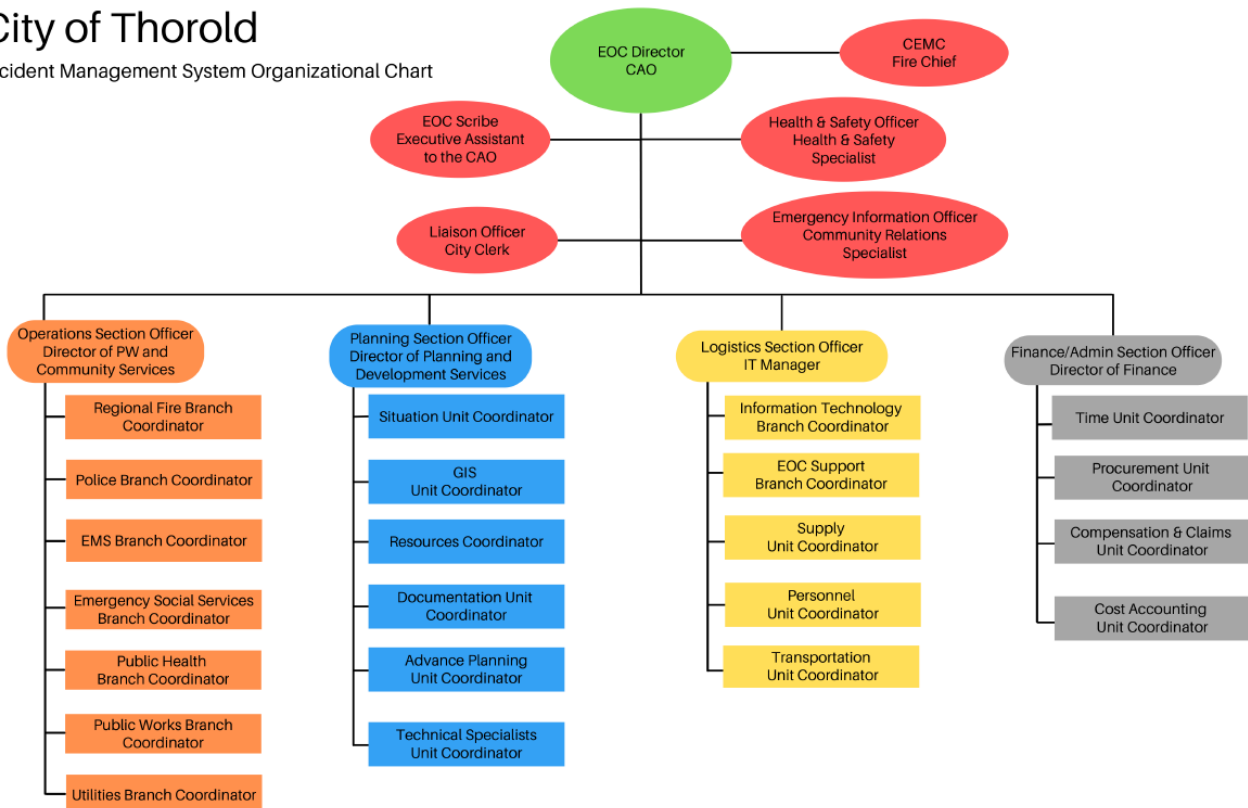 City of Thorold
cident Management System Organizational Chart
EOC Director
CAO
CEMC
Fire Chief
EOC Scribe
Executive Assistant
to the CAO
Health & Safety Officer
Health & Safety
Specialist
Liaison Officer
City Clerk
Emergency Information Officer
Community Relations
Specialist
Operations Section Officer
Director of PW and
Community Services
Regional Fire Branch
Coordinator
Police Branch Coordinator
EMS Branch Coordinator
Emergency Social Services
Branch Coordinator
Public Health
Branch Coordinator
Public Works Branch
Coordinator
Utilities Branch Coordinator
Planning Section Officer
Director of Planning and
Development Services
Situation Unit Coordinator
GIS
Unit Coordinator
Resources Coordinator
Documentation Unit
Coordinator
Advance Planning
Unit Coordinator
Technical Specialists
Unit Coordinator
Logistics Section Officer
IT Manager
Information Technology
Branch Coordinator
EOC Support
Branch Coordinator
Supply
Unit Coordinator
Personnel
Unit Coordinator
Transportation
Unit Coordinator
Finance/Admin Section Officer
Director of Finance
Time Unit Coordinator
Procurement Unit
Coordinator
Compensation & Claims
Unit Coordinator
Cost Accounting
Unit Coordinator